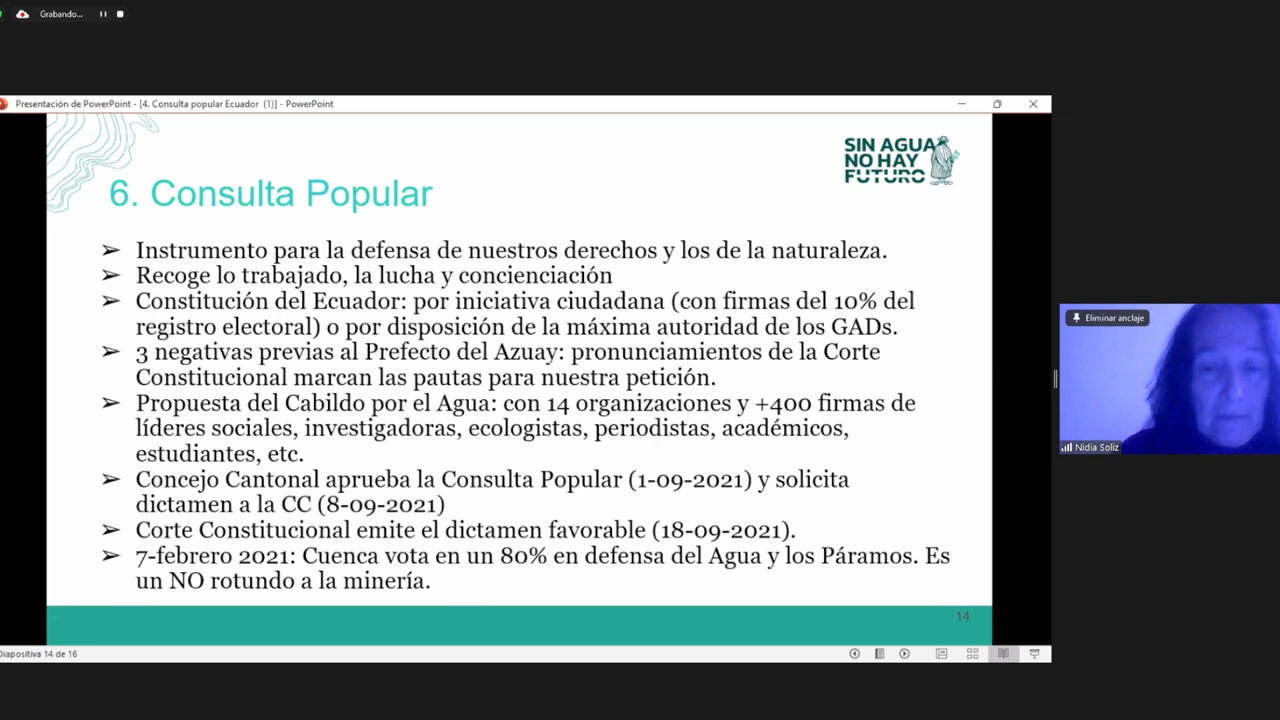 Grabando...
Presentación de PowerPoint - [4. Consulta popular Ecuador (1)] - PowerPoint
SIN AGUA
NO HAY
FUTURO
6. Consulta Popular
➢ Instrumento para la defensa de nuestros derechos y los de la naturaleza.
➢ Recoge lo trabajado, la lucha y concienciación
➢ Constitución del Ecuador: por iniciativa ciudadana (con firmas del 10% del
registro electoral) o por disposición de la máxima autoridad de los GADs.
➢ 3 negativas previas al Prefecto del Azuay: pronunciamientos de la Corte
Constitucional marcan las pautas para nuestra petición.
➢ Propuesta del Cabildo por el Agua: con 14 organizaciones y +400 firmas de
líderes sociales, investigadoras, ecologistas, periodistas, académicos,
estudiantes, etc.
➢ Concejo Cantonal aprueba la Consulta Popular (1-09-2021) y solicita
dictamen a la CC (8-09-2021)
➢ Corte Constitucional emite el dictamen favorable (18-09-2021).
➢ 7-febrero 2021: Cuenca vota en un 80% en defensa del Agua y los Páramos. Es
un NO rotundo a la minería.
14
Diapositiva 14 de 16
Eliminar anclaje
Nidia Soliz